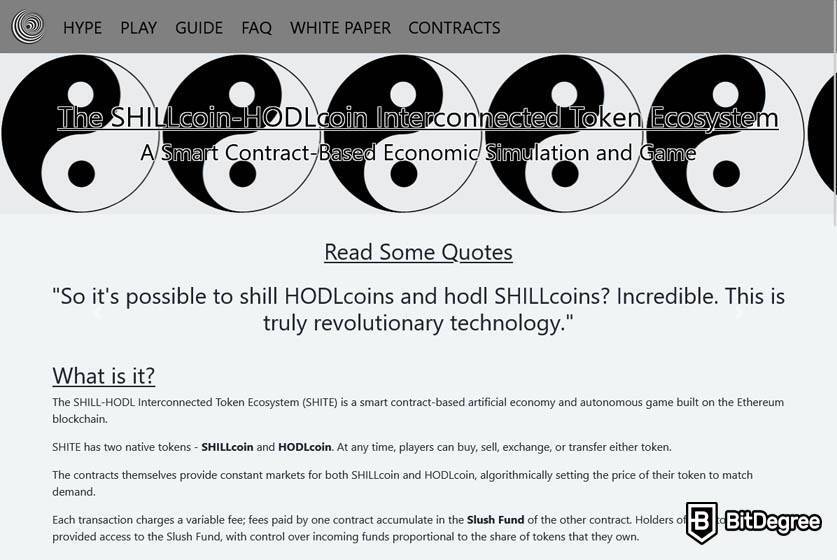 HYPE PLAY GUIDE FAQ WHITE PAPER CONTRACTS
The SHILLcoin-HODLcoin Interconnected Token Ecosystem
A Smart Contract-Based Economic Simulation and Game
Read Some Quotes
"So it's possible to shill HODLcoins and hodl SHILLcoins? Incredible. This is
truly revolutionary technology."
What is it?
The SHILL-HODL Interconnected Token Ecosystem (SHITE) is a smart contract-based artificial economy and autonomous game built on the Ethereum
blockchain.
SHITE has two native tokens - SHILLcoin and HODLcoin. At any time, players can buy, sell, exchange, or transfer either token.
The contracts themselves provide constant markets for both SHILLcoin and HODLcoin, algorithmically setting the price of their token to match
demand.
Each transaction charges a variable fee; fees paid by one contract accumulate in the Slush Fund of the other contract. Holders of
provided access to the Slush Fund, with control over incoming funds proportional to the share of tokens that they own.
BitDegree